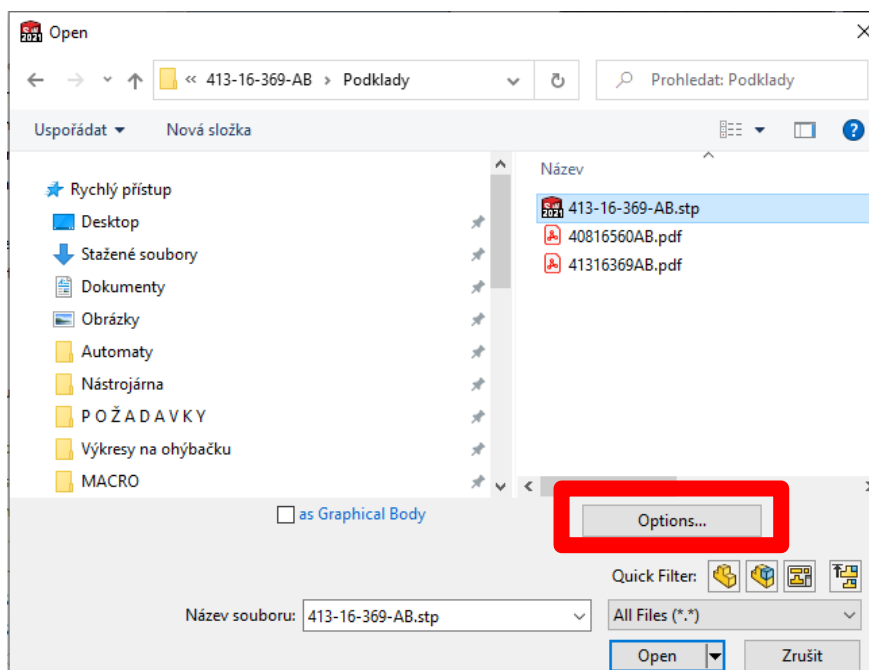 Open
« 413-16-369-AB › Podklady
Prohledat: Podklady
Uspořádat
Nová složka
Název
Rychlý přístup
Desktop
Stažené soubory
Dokumenty
Obrázky
Automaty
Nástrojárna
P O Ž A D A V K Y
Výkresy na ohýbačku
MACRO
413-16-369-AB.stp
40816560AB.pdf
41316369AB.pdf
as Graphical Body
Options...
Quick Filter:
Název souboru: 413-16-369-AB.stp
All Files (*.*)
Open
Zrušit